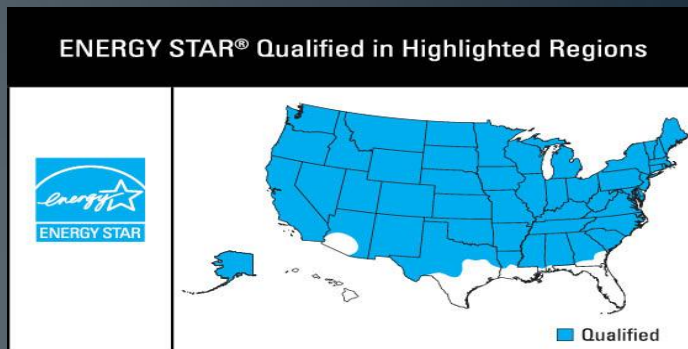 ENERGY STAR® Qualified in Highlighted Regions
energy
ENERGY STAR
Qualified